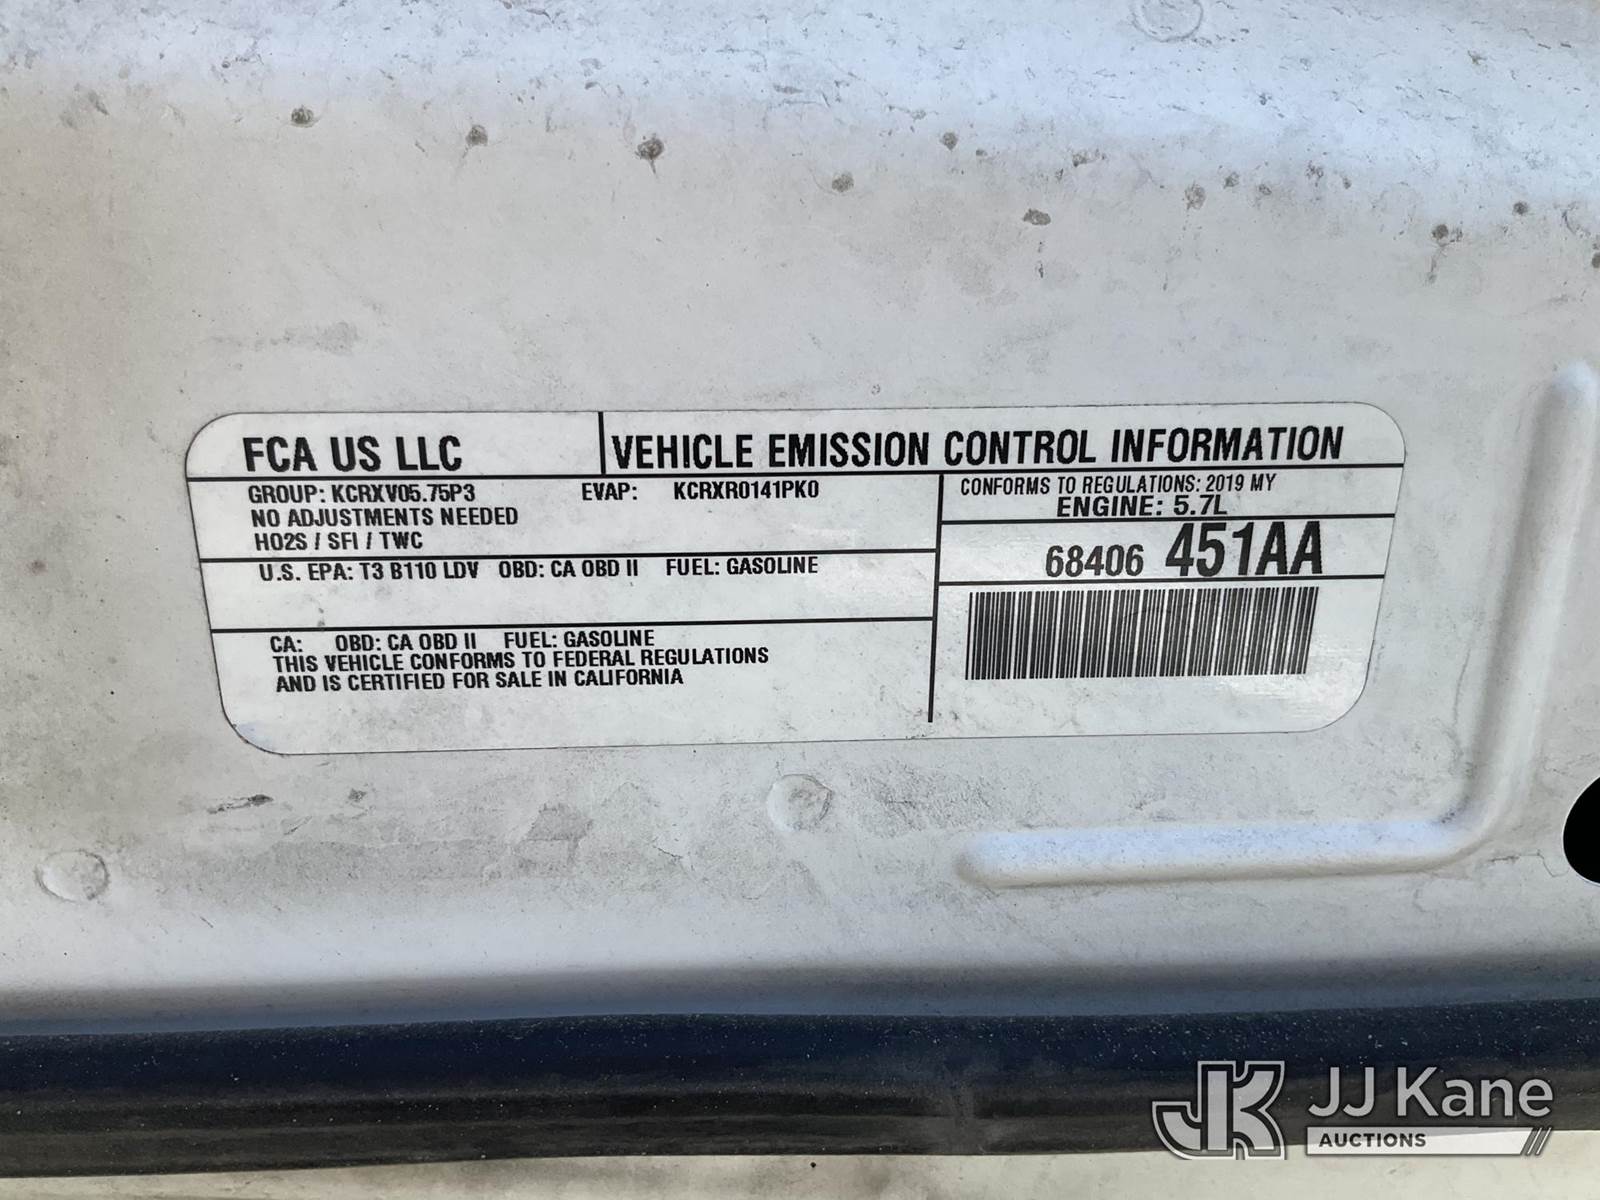 FCA US LLC
VEHICLE EMISSION CONTROL INFORMATION
GROUP: KCRXV05.75P3 EVAP: KCRXR0141PK0
NO ADJUSTMENTS NEEDED
HO2S / SFI / TWC
U.S. EPA: T3 B110 LDV OBD: CA OBD II FUEL: GASOLINE
CA: OBD: CA OBD II FUEL: GASOLINE
THIS VEHICLE CONFORMS TO FEDERAL REGULATIONS
AND IS CERTIFIED FOR SALE IN CALIFORNIA
CONFORMS TO REGULATIONS: 2019 MY
ENGINE: 5.7L
68406 451AA
JK JJ Kane
AUCTIONS